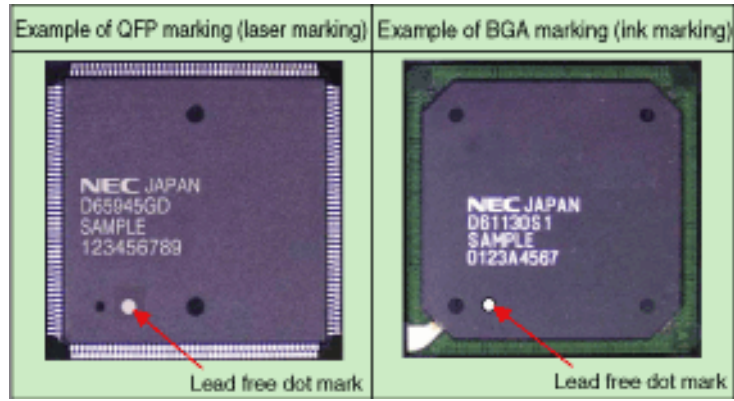 Example of QFP marking (laser marking)
Example of BGA marking (ink marking)
NEC JAPAN
D65945GD
SAMPLE
123456789
NEC JAPAN
D61130S1
SAMPLE
0123A4567
Lead free dot mark
Lead free dot mark